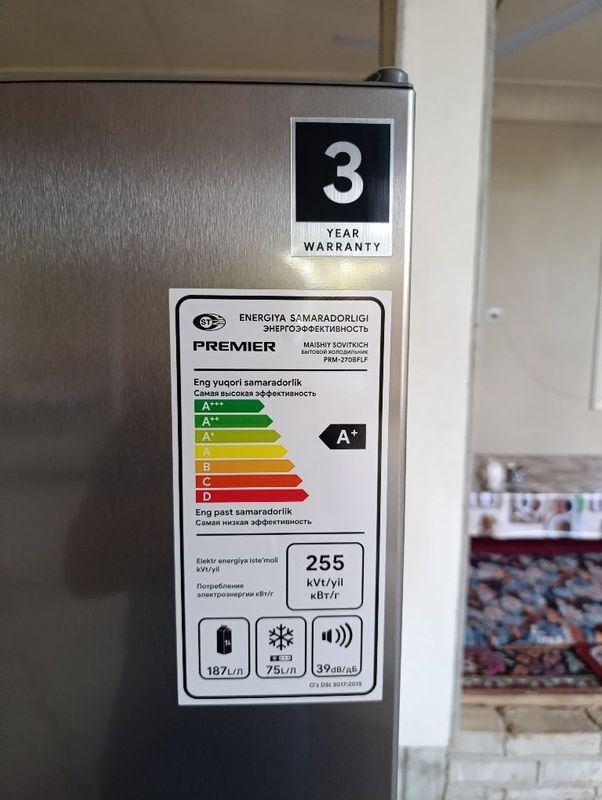 3
YEAR
WARRANTY
ST
ENERGIYA SAMARADORLIGI
ЭНЕРГОЭФФЕКТИВНОСТЬ
PREMIER
MAISHIY SOVITKICH
БЫТОВОЙ ХОЛОДИЛЬНИК
PRM-270BFLF
Eng yuqori samaradorlik
Самая высокая эффективность
A+++
A++
A+
A
B
C
D
A+
Eng past samaradorlik
Самая низкая эффективность
Elektr energiya iste'moli
kVt/yil
Потребление
электроэнергии кВт/г
255
kVt/yil
кВт/г
187L/Л
75L/Л
39dB/дБ
O'z DSt 3017:2015